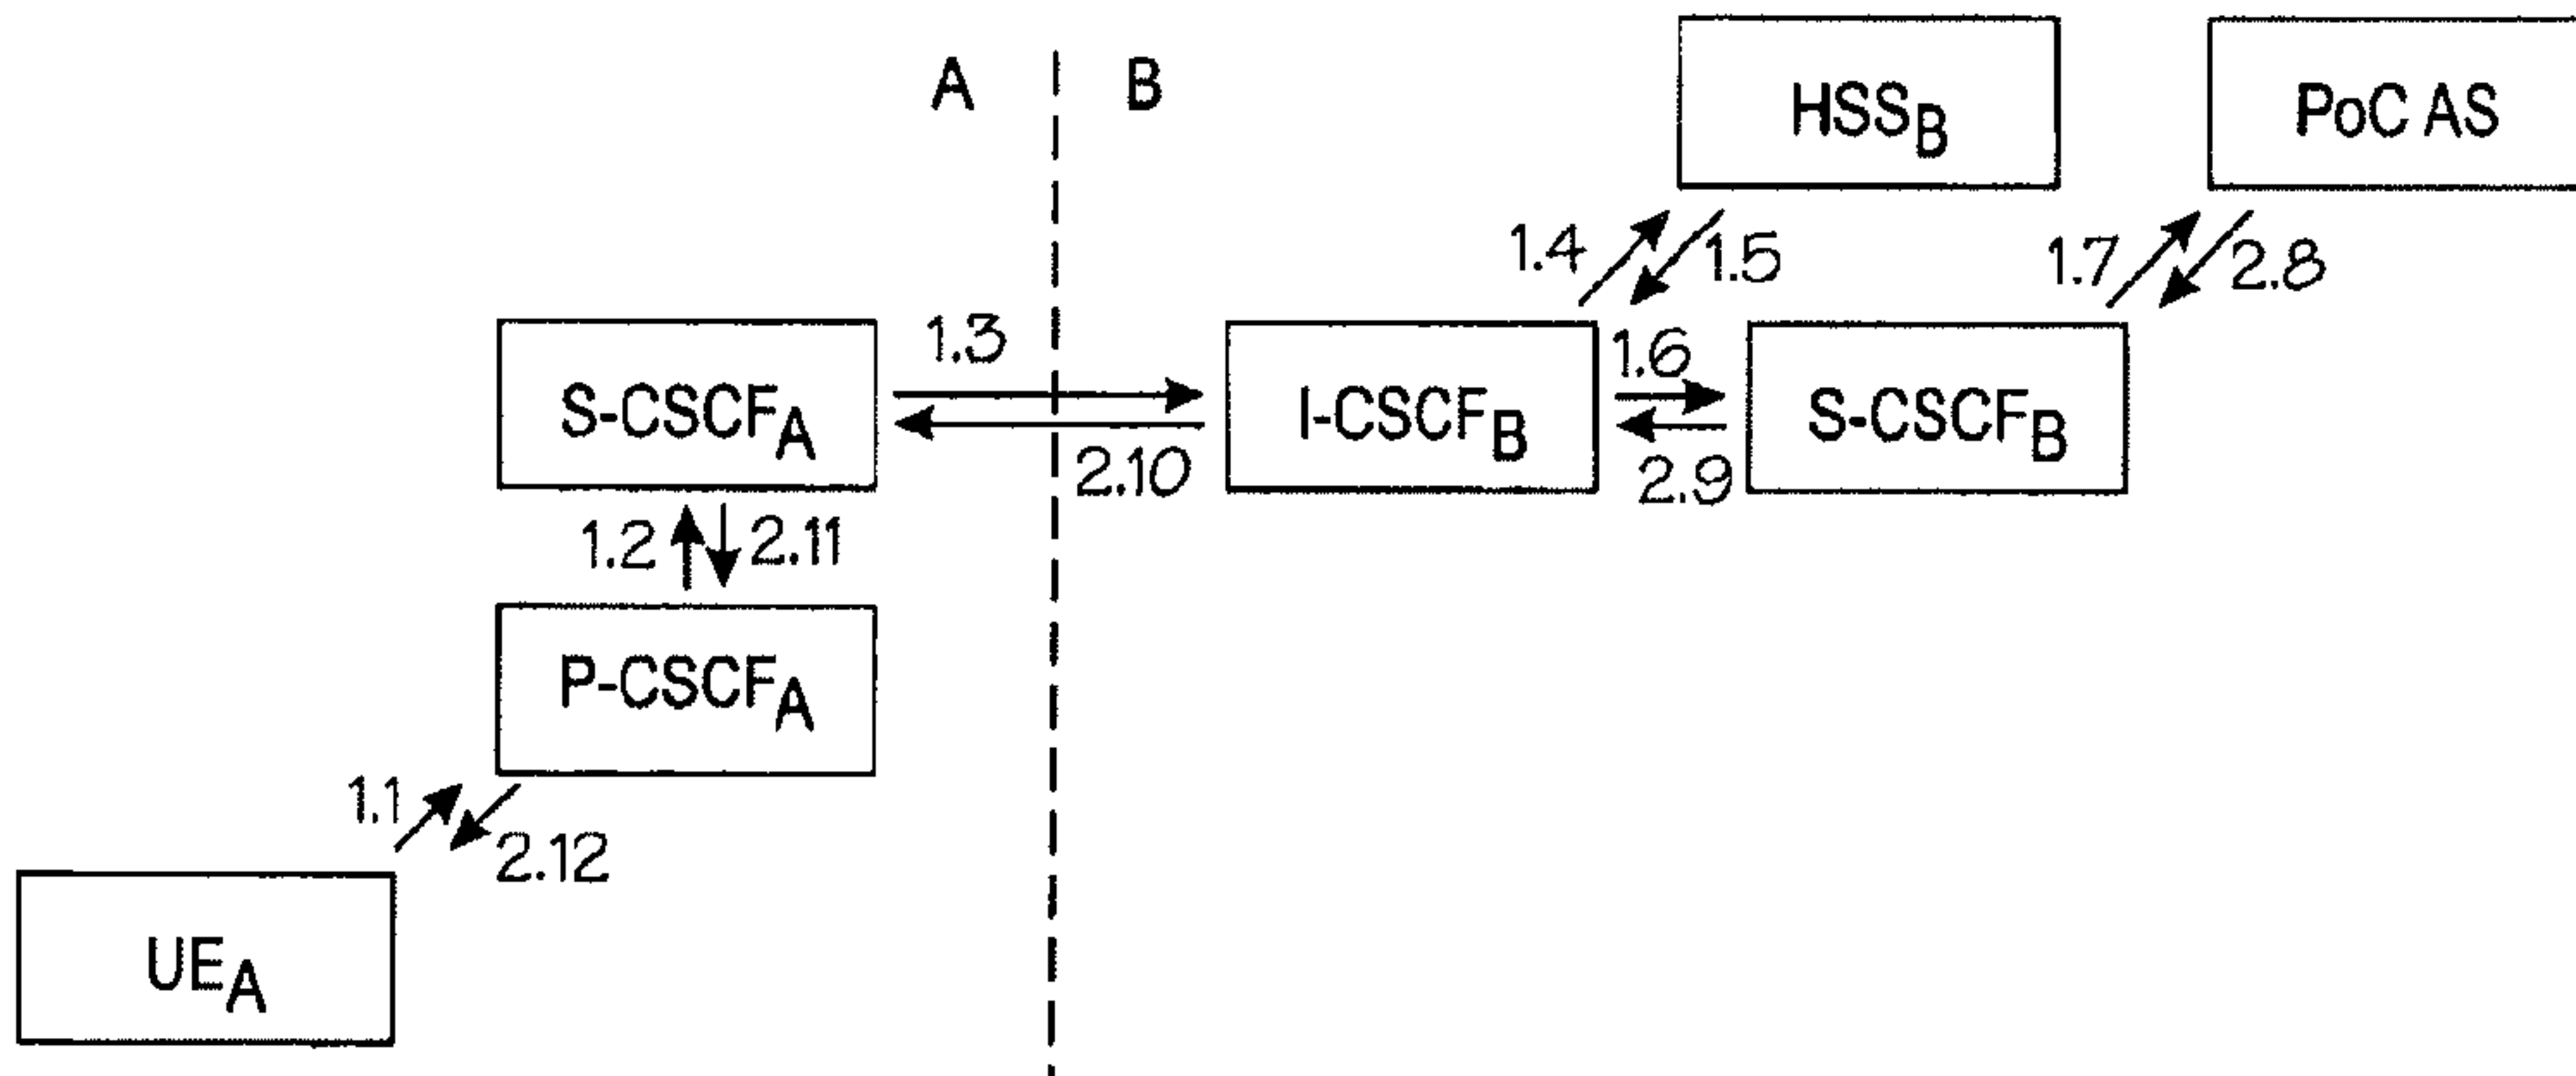 A B
HSSB
PoC AS
1.4
1.5
1.7
2.8
S-CSCFA
1.3
2.10
I-CSCFB
1.6
2.9
S-CSCFB
1.2
2.11
P-CSCFA
1.1
2.12
UEA